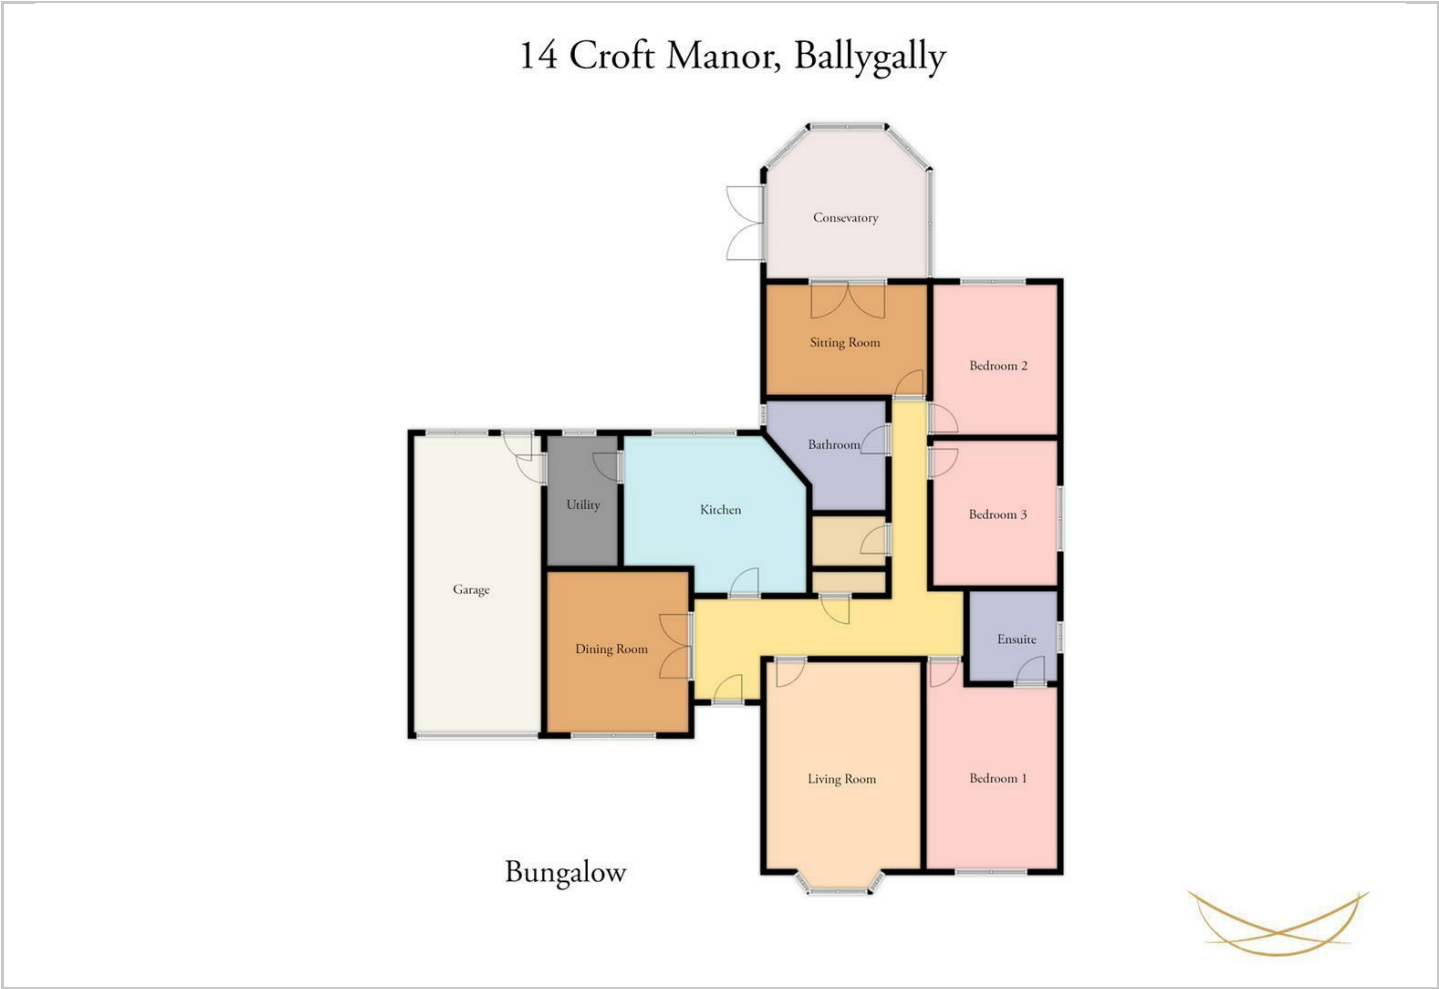 14 Croft Manor, Ballygally
Consevatory
Sitting Room
Bedroom 2
Bathroom
Utility
Kitchen
Bedroom 3
Garage
Dining Room
Ensuite
Living Room
Bedroom 1
Bungalow